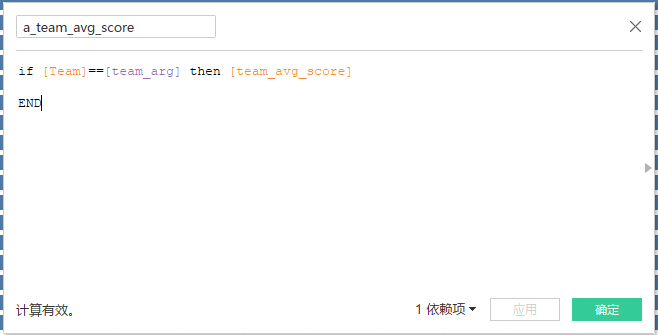 a_team_avg_score
if [Team]==[team_arg] then [team_avg_score]
END
计算有效。
1 依赖项
应用
确定